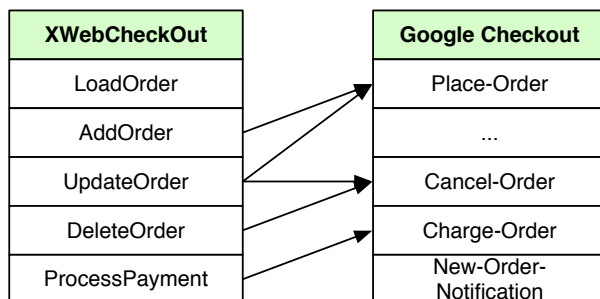 XWebCheckOut
LoadOrder
AddOrder
UpdateOrder
DeleteOrder
ProcessPayment
Google Checkout
Place-Order
...
Cancel-Order
Charge-Order
New-Order-
Notification